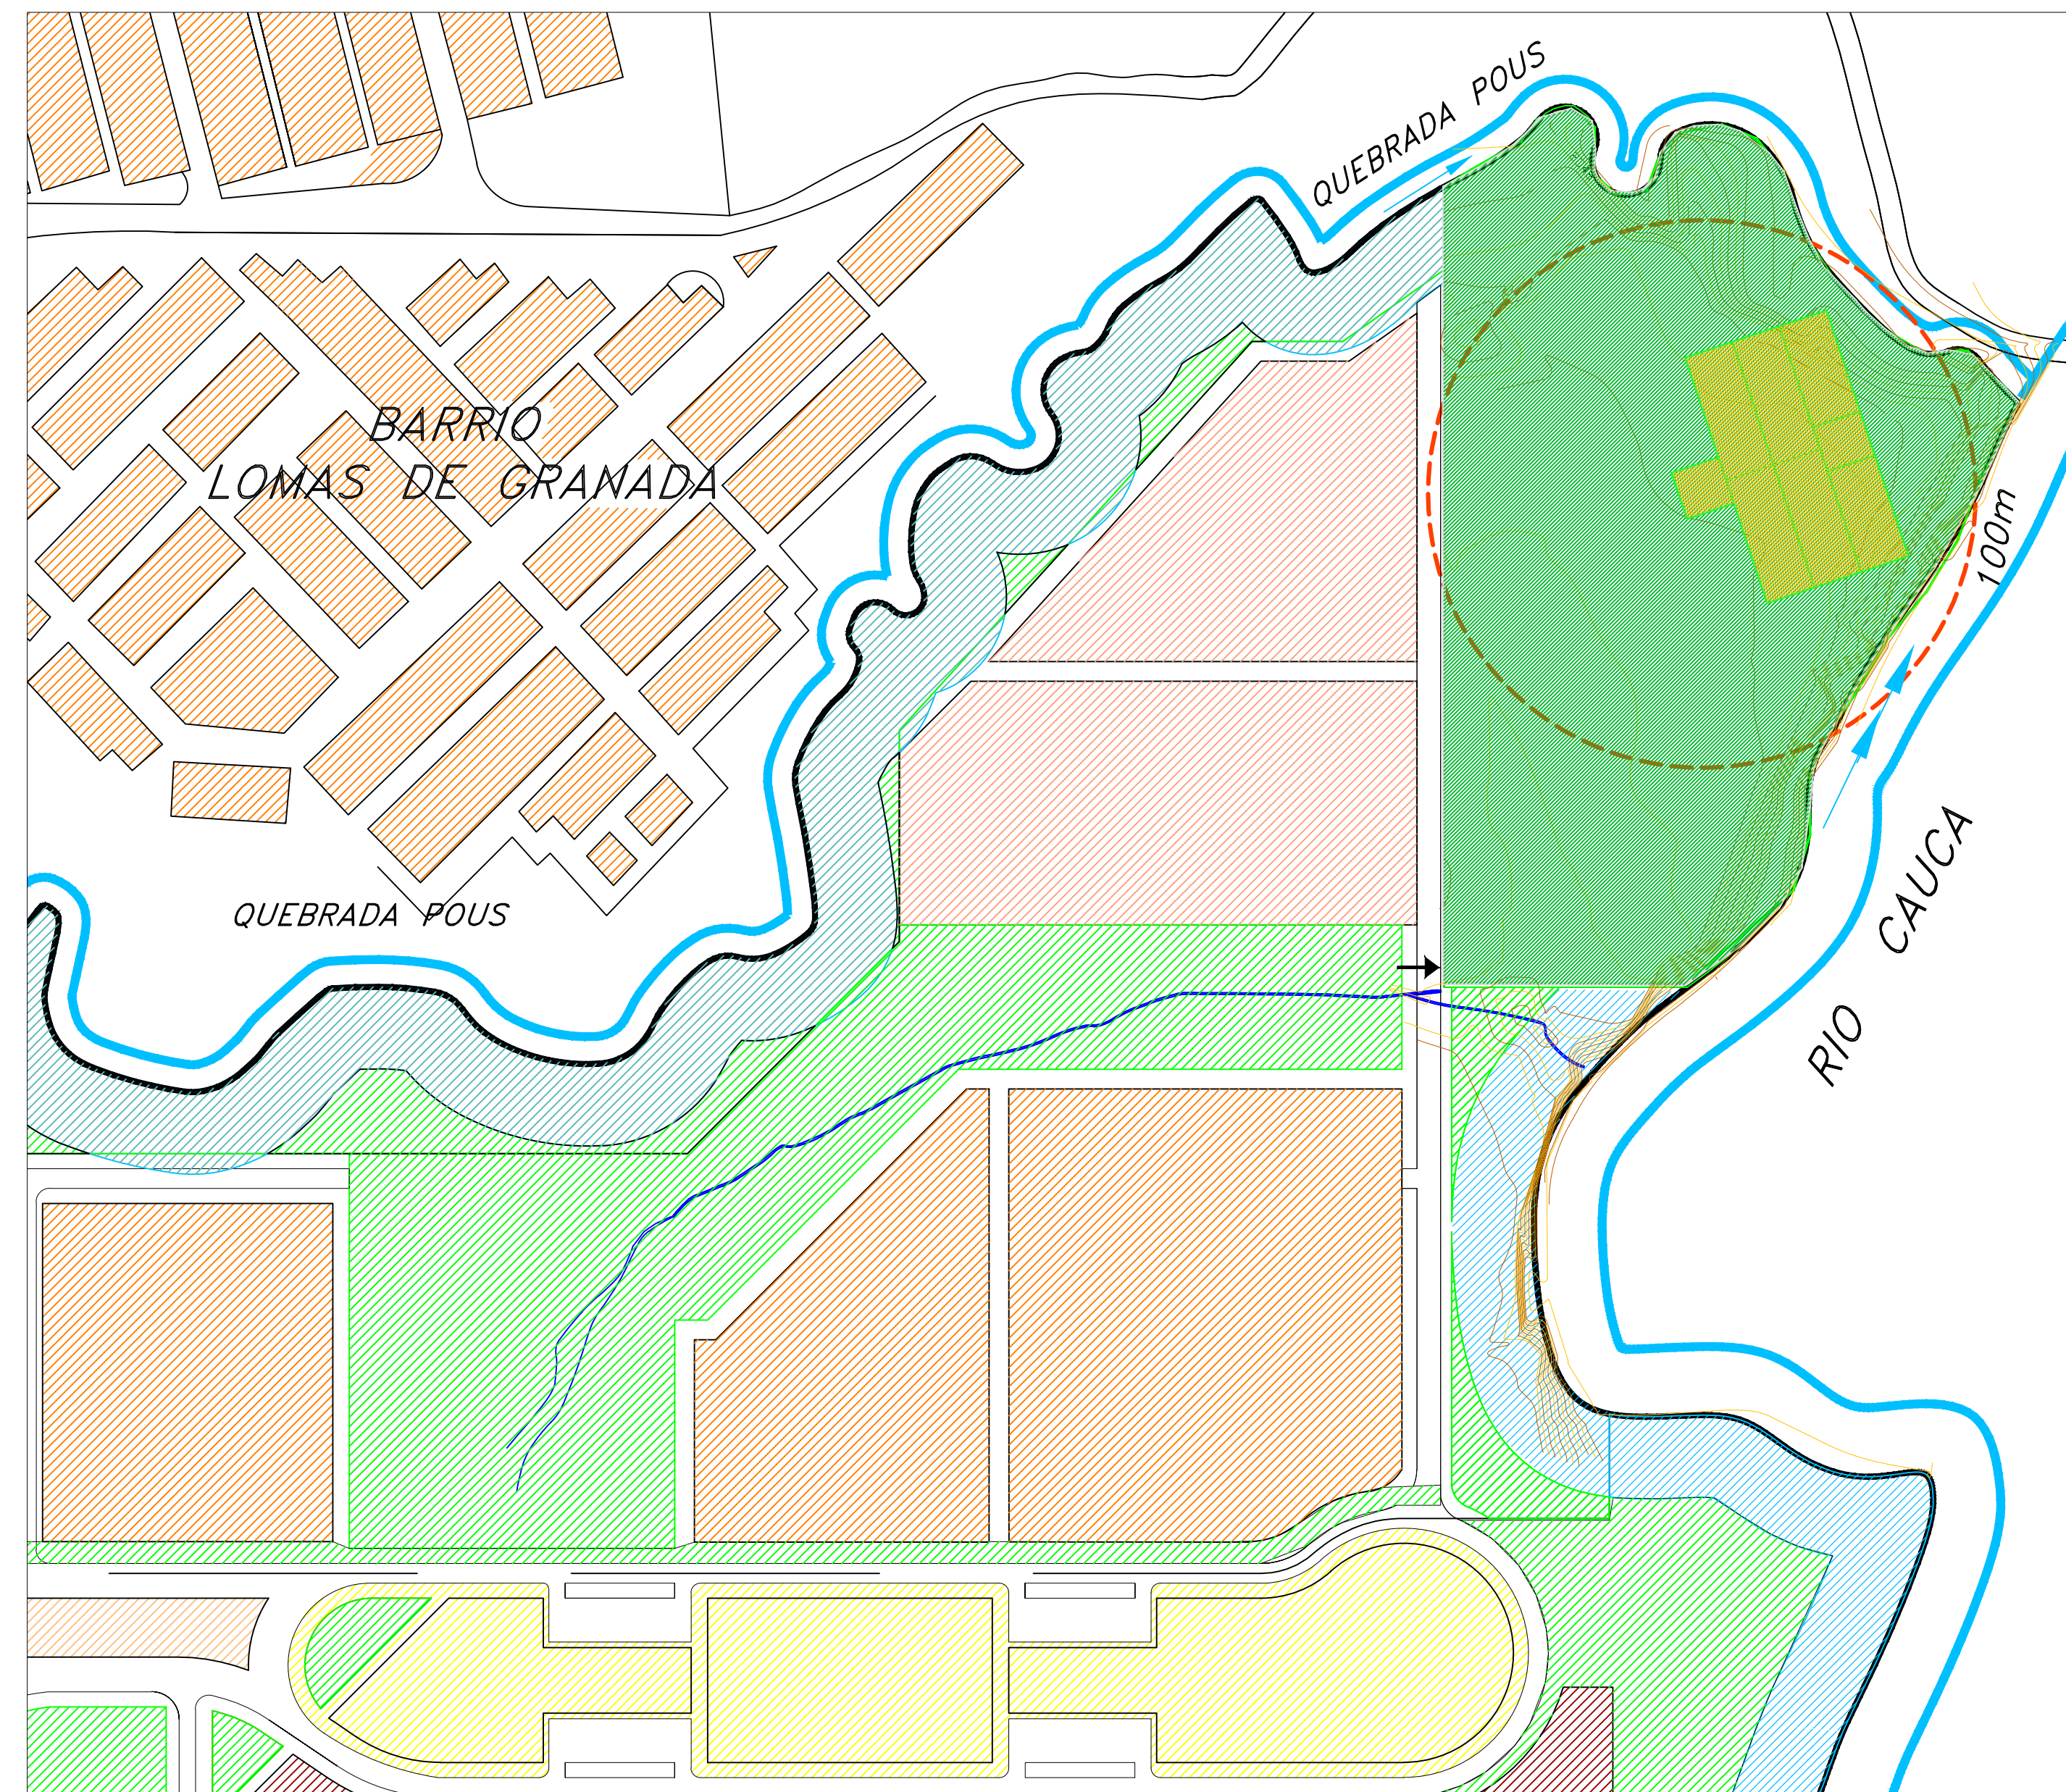 QUEBRADA POUS
BARRIO
LOMAS DE GRANADA
100m
QUEBRADA POUS
RIO CAUCA